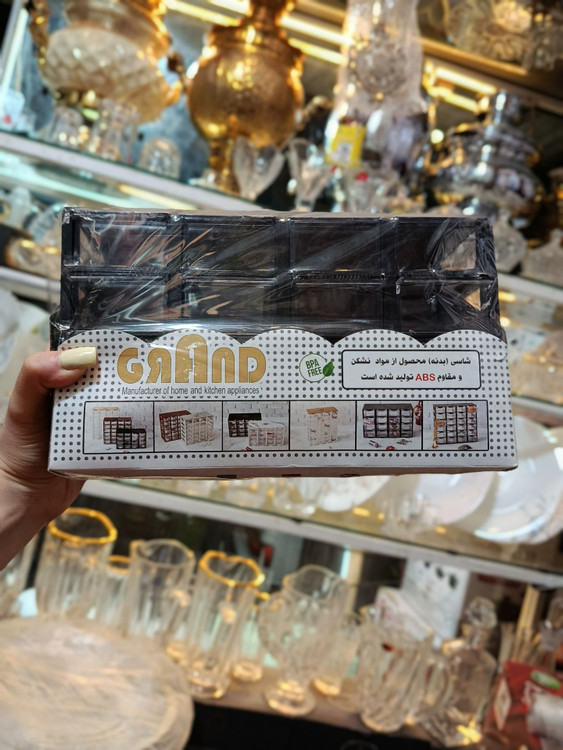 GRAND
Manufacturer of home and kitchen appliances
BPA
FREE
شاسی (بدنه) محصول از مواد نشکن
و مقاوم ABS تولید شده است